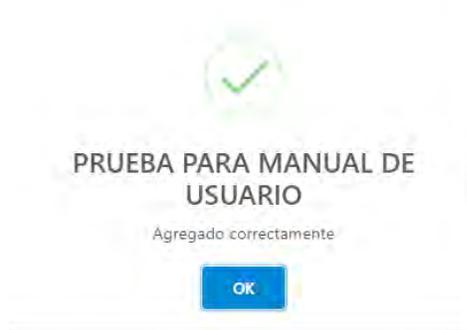 PRUEBA PARA MANUAL DE
USUARIO
Agregado correctamente
OK